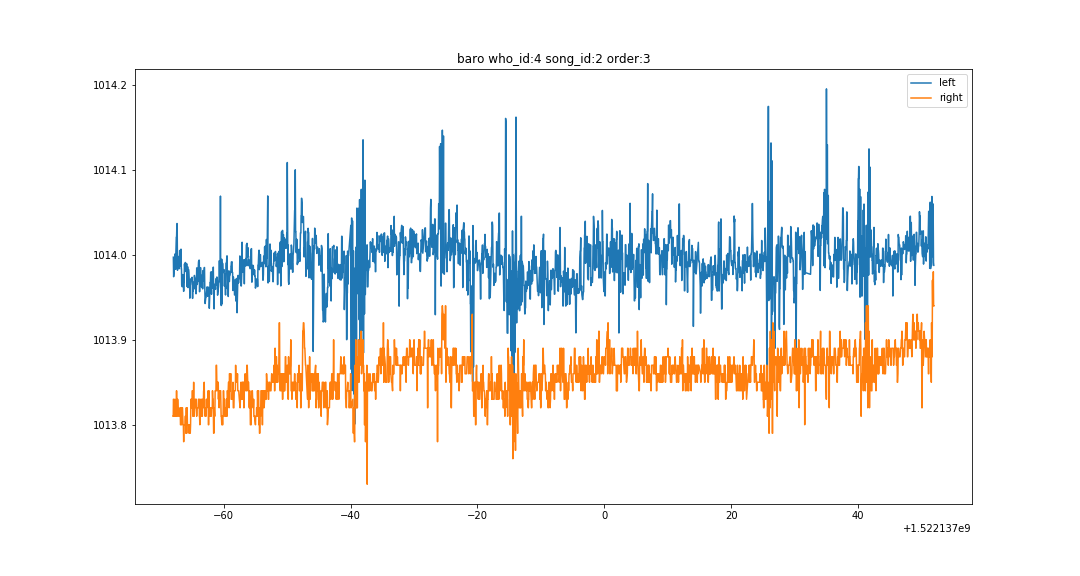 baro who_id:4 song_id:2 order:3
left
right
1014.2
1014.1
1014.0
1013.9
1013.8
−60 −40 −20 0 20 40
+1.522137e9